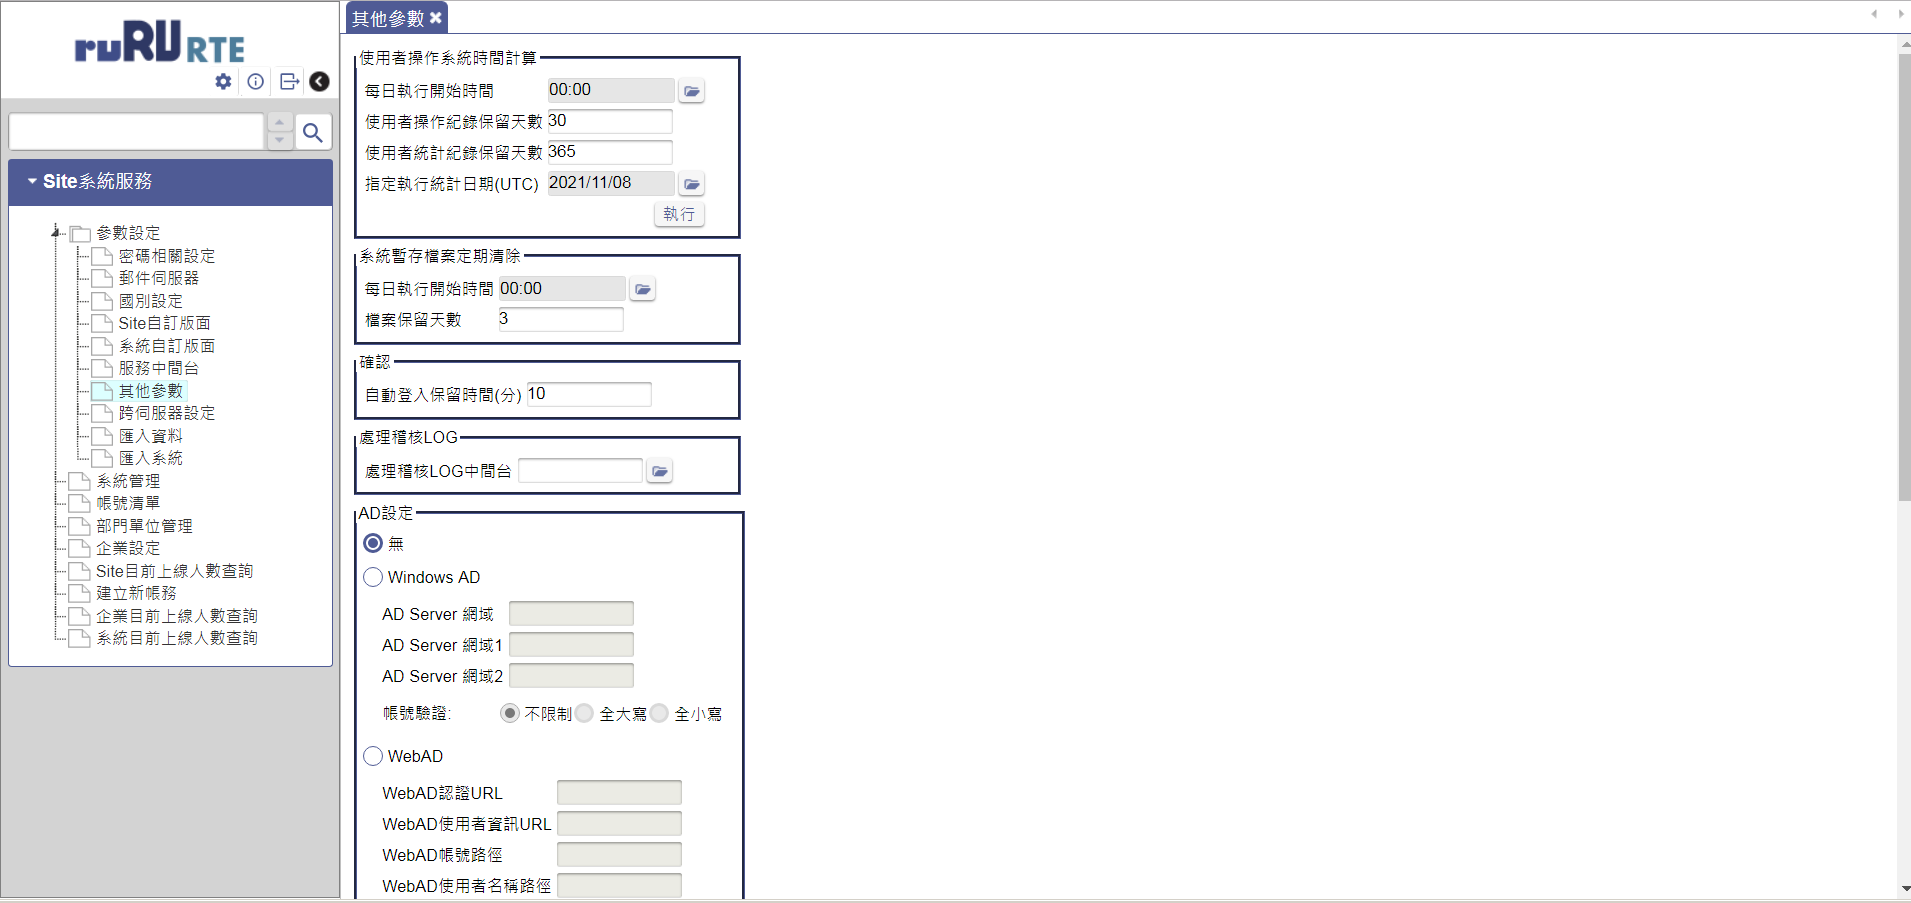 ruRU RTE
Site系統服務
參數設定
密碼相關設定
郵件伺服器
國別設定
Site自訂版面
系統自訂版面
服務中間台
其他參數
跨伺服器設定
匯入資料
匯入系統
系統管理
帳號清單
部門單位管理
企業設定
Site目前上線人數查詢
建立新帳務
企業目前上線人數查詢
系統目前上線人數查詢
其他參數
使用者操作系統時間計算
每日執行開始時間 00:00
使用者操作紀錄保留天數 30
使用者統計紀錄保留天數 365
指定執行統計日期(UTC) 2021/11/08
執行
系統暫存檔案定期清除
每日執行開始時間 00:00
檔案保留天數 3
確認
自動登入保留時間(分) 10
處理稽核LOG
處理稽核LOG中間台
AD設定
無
Windows AD
AD Server 網域
AD Server 網域1
AD Server 網域2
帳號驗證: 不限制 全大寫 全小寫
WebAD
WebAD認證URL
WebAD使用者資訊URL
WebAD帳號路徑
WebAD使用者名稱路徑